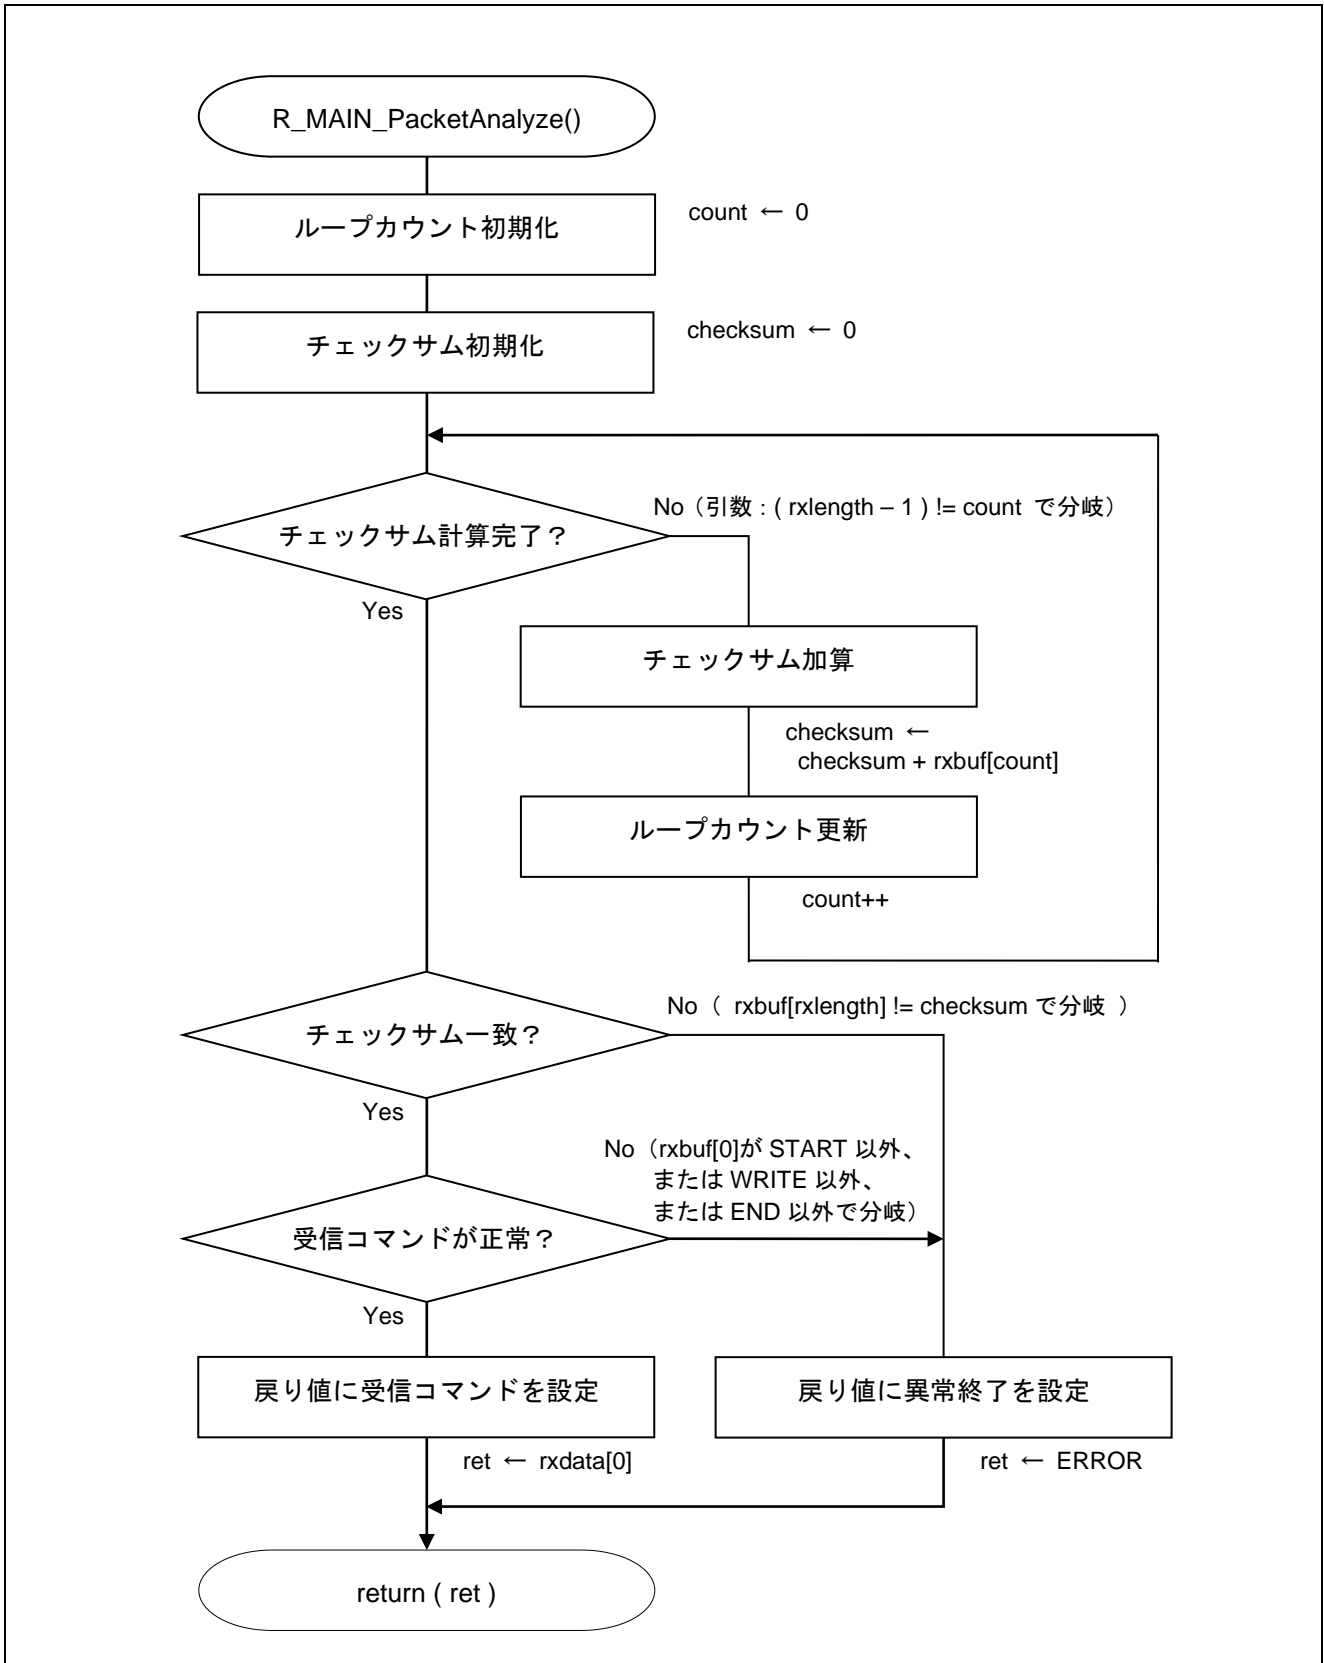 R_MAIN_PacketAnalyze()
ループカウント初期化
count ← 0
チェックサム初期化
checksum ← 0
チェックサム計算完了？
No（引数 : ( rxlength – 1 ) != count で分岐）
Yes
チェックサム加算
checksum ←
checksum + rxbuf[count]
ループカウント更新
count++
チェックサム一致？
No（ rxbuf[rxlength] != checksum で分岐 ）
Yes
No（rxbuf[0]が START 以外、
または WRITE 以外、
または END 以外で分岐）
受信コマンドが正常？
Yes
戻り値に受信コマンドを設定
戻り値に異常終了を設定
ret ← rxdata[0]
ret ← ERROR
return ( ret )